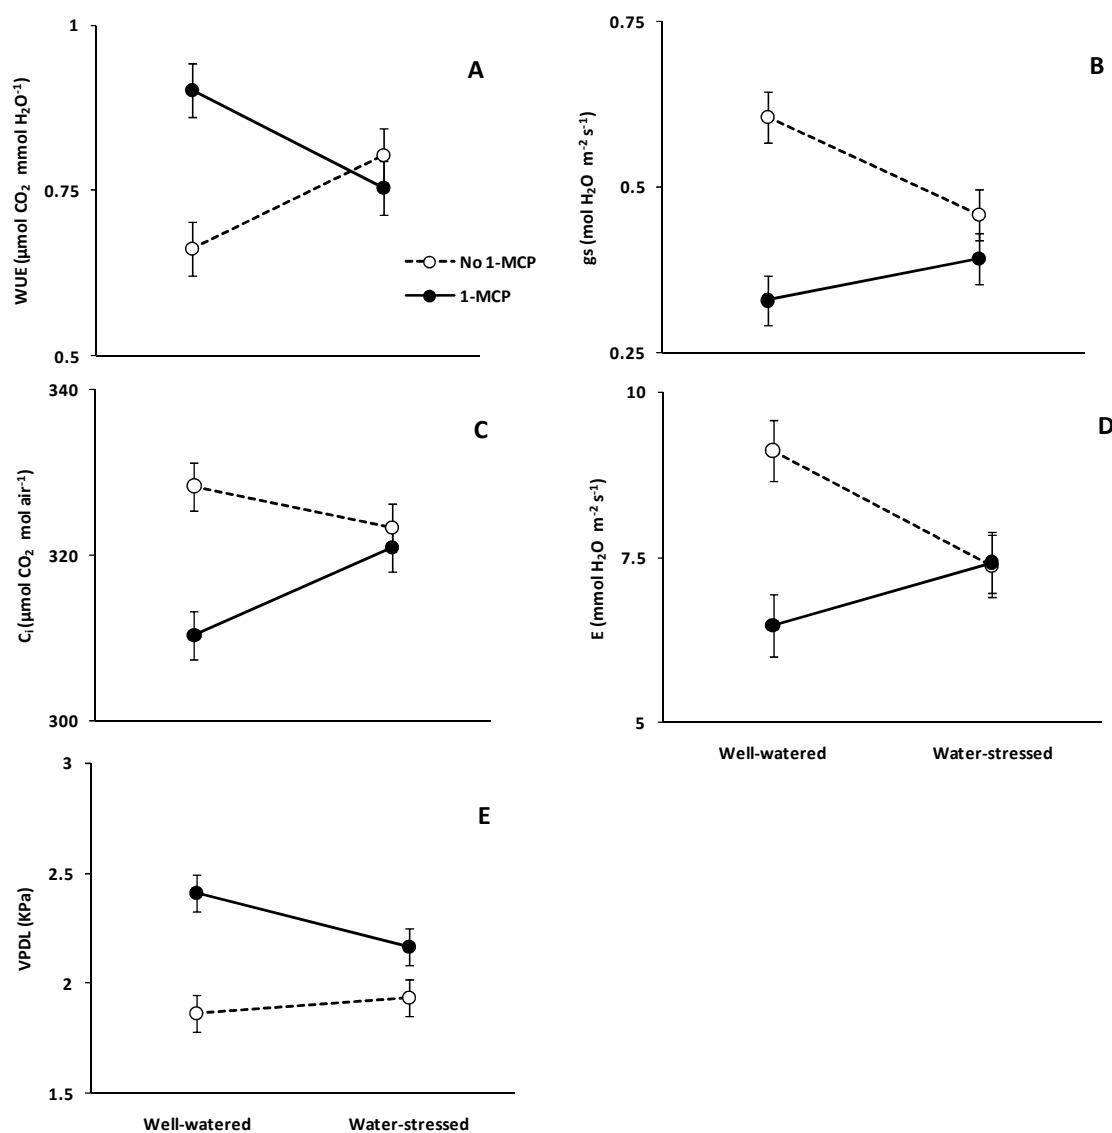 1
0.75
0.5
WUE (µmol CO₂ mmol H₂O⁻¹)
A
No 1-MCP
1-MCP
0.75
0.5
0.25
gs (mol H₂O m⁻² s⁻¹)
B
340
320
300
Cᵢ (µmol CO₂ mol air⁻¹)
C
10
7.5
5
E (mmol H₂O m⁻² s⁻¹)
D
Well-watered Water-stressed
3
2.5
2
1.5
VPDL (KPa)
E
Well-watered Water-stressed